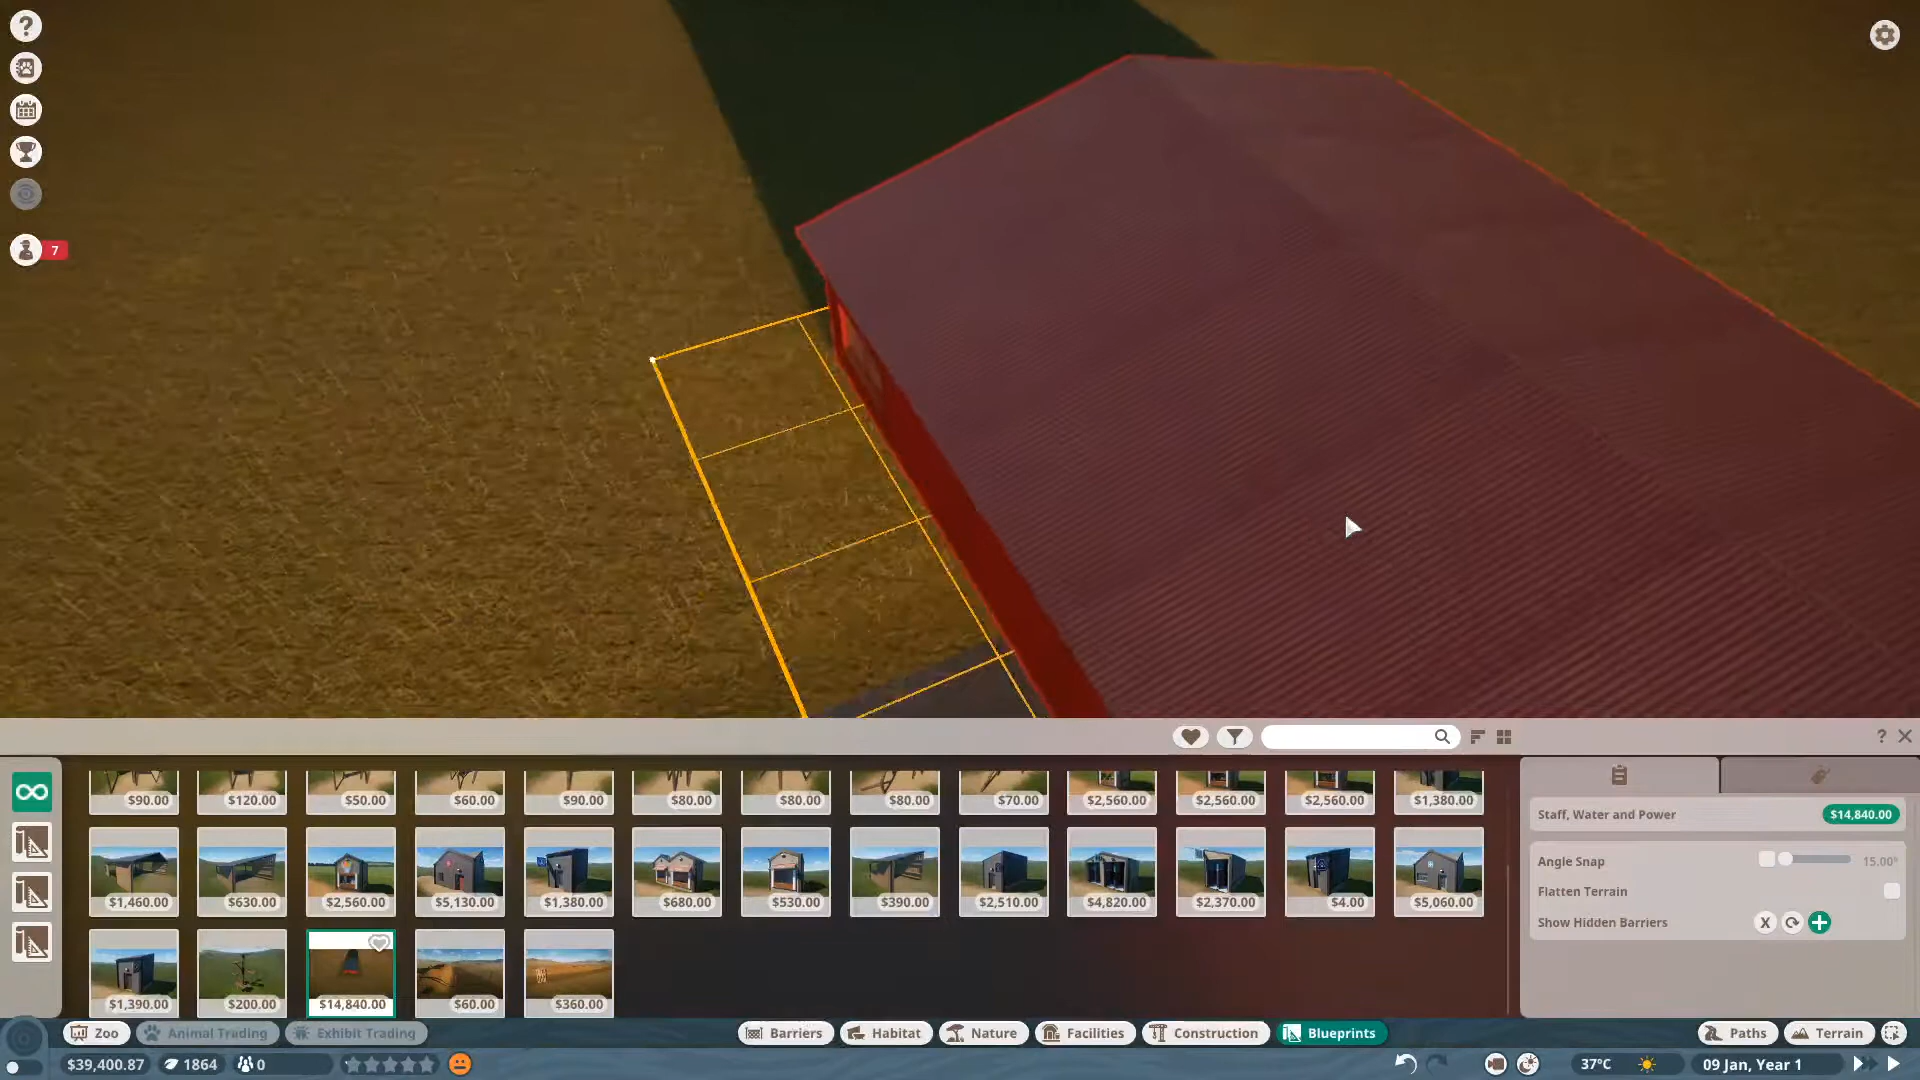 ?
7
?
$90.00 $120.00 $50.00 $60.00 $90.00 $80.00 $80.00 $80.00 $70.00 $2,560.00 $2,560.00 $2,560.00 $1,380.00
$1,460.00 $630.00 $2,560.00 $5,130.00 $1,380.00 $680.00 $530.00 $390.00 $2,510.00 $4,820.00 $2,370.00 $4.00 $5,060.00
$1,390.00 $200.00 $14,840.00 $60.00 $360.00
Staff, Water and Power $14,840.00
Angle Snap 15.00°
Flatten Terrain
Show Hidden Barriers X
Zoo Animal Trading Exhibit Trading Barriers Habitat Nature Facilities Construction Blueprints Paths Terrain
$39,400.87 1864 0 37°C 09 Jan, Year 1